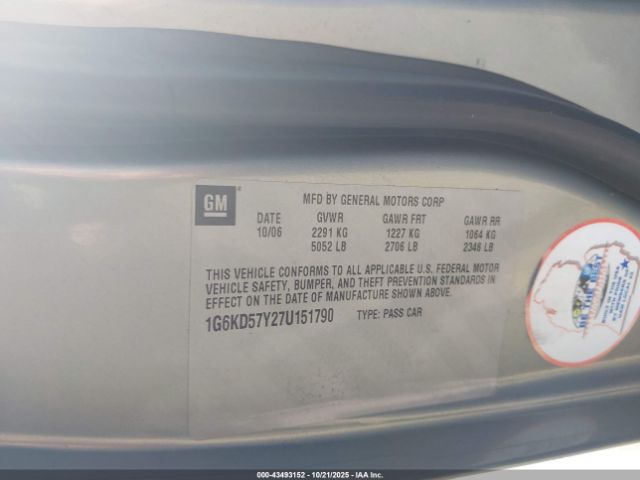 GM
MFD BY GENERAL MOTORS CORP
DATE GVWR GAWR FRT GAWR RR
10/06 2291 KG 1227 KG 1064 KG
5052 LB 2706 LB 2346 LB
THIS VEHICLE CONFORMS TO ALL APPLICABLE U.S. FEDERAL MOTOR
VEHICLE SAFETY, BUMPER, AND THEFT PREVENTION STANDARDS IN
EFFECT ON THE DATE OF MANUFACTURE SHOWN ABOVE.
1G6KD57Y27U151790 TYPE: PASS CAR
000-43493152 - 10/21/2025 - IAA Inc.